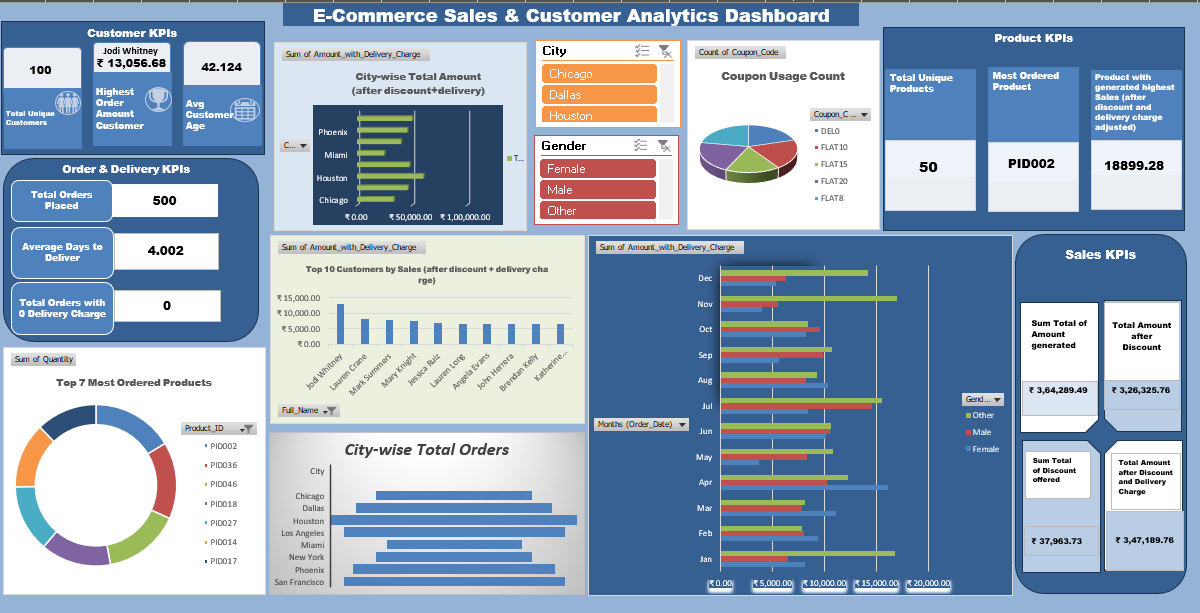 E-Commerce Sales & Customer Analytics Dashboard
Customer KPIs
100
Total Unique
Customers
Jodi Whitney
₹ 13,056.68
Highest
Order
Amount
Customer
42.124
Avg
Customer
Age
Order & Delivery KPIs
Total Orders
Placed
500
Average Days to
Deliver
4.002
Total Orders with
0 Delivery Charge
0
Sum of Quantity
Top 7 Most Ordered Products
Product_ID
PID002
PID036
PID046
PID018
PID027
PID014
PID017
Sum of Amount_with_Delivery_Charge
City-wise Total Amount
(after discount+delivery)
C...
Phoenix
Miami
Houston
Chicago
₹ 0.00
₹ 50,000.00
₹ 1,00,000.00
T...
City
Chicago
Dallas
Houston
Gender
Female
Male
Other
Count of Coupon_Code
Coupon Usage Count
Coupon_C ...
DEL0
FLAT10
FLAT15
FLAT20
FLAT8
Product KPIs
Total Unique
Products
50
Most Ordered
Product
PID002
Product with
generated highest
Sales (after
discount and
delivery charge
adjusted)
18899.28
Sum of Amount_with_Delivery_Charge
Top 10 Customers by Sales (after discount + delivery cha
rge)
₹ 15,000.00
₹ 10,000.00
₹ 5,000.00
₹ 0.00
Jodi Whitney
Lauren Crane
Mark Summers
Mary Knight
Jessica Ruiz
Lauren Long
Angela Evans
John Herrera
Brendan Kelly
Katherine...
Full_Name
City-wise Total Orders
City
Chicago
Dallas
Houston
Los Angeles
Miami
New York
Phoenix
San Francisco
Sum of Amount_with_Delivery_Charge
Months (Order_Date)
Dec
Nov
Oct
Sep
Aug
Jul
Jun
May
Apr
Mar
Feb
Jan
₹ 0.00
₹ 5,000.00
₹ 10,000.00
₹ 15,000.00
₹ 20,000.00
Gend...
Other
Male
Female
Sales KPIs
Sum Total of
Amount
generated
₹ 3,64,289.49
Total Amount
after
Discount
₹ 3,26,325.76
Sum Total
of Discount
offered
₹ 37,963.73
Total Amount
after Discount
and Delivery
Charge
₹ 3,47,189.76